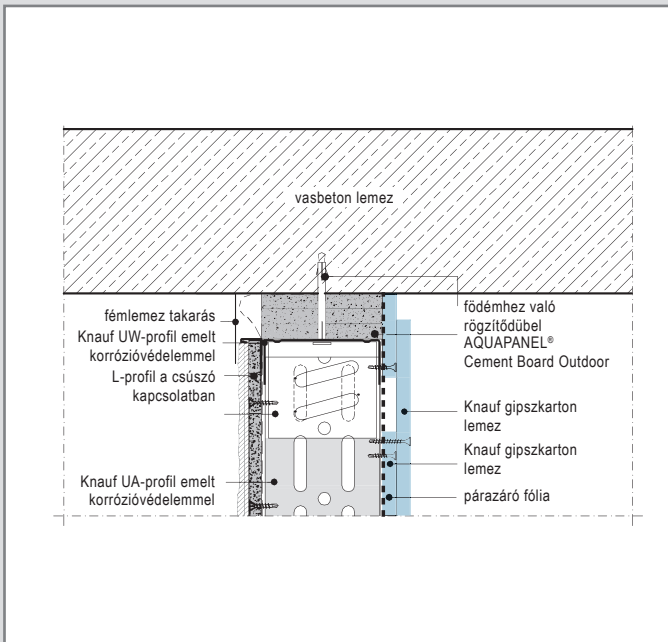 vasbeton lemez
fémlemez takarás
Knauf UW-profil emelt
korrózióvédelemmel
L-profil a csúszó
kapcsolatban
Knauf UA-profil emelt
korrózióvédelemmel
födémhez való
rögzítődübel
AQUAPANEL®
Cement Board Outdoor
Knauf gipszkarton
lemez
Knauf gipszkarton
lemez
párazáró fólia